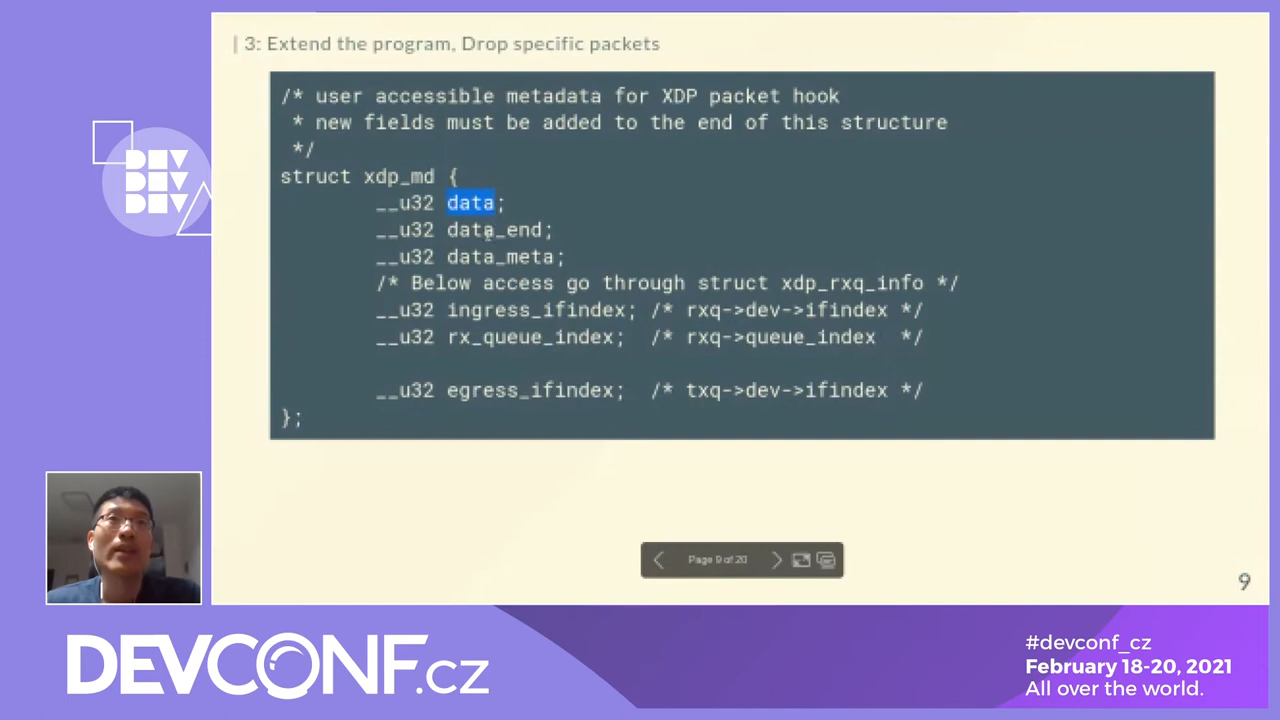 | 3: Extend the program, Drop specific packets
/* user accessible metadata for XDP packet hook
* new fields must be added to the end of this structure
*/
struct xdp_md {
__u32 data;
__u32 data_end;
__u32 data_meta;
/* Below access go through struct xdp_rxq_info */
__u32 ingress_ifindex; /* rxq->dev->ifindex */
__u32 rx_queue_index; /* rxq->queue_index */
__u32 egress_ifindex; /* txq->dev->ifindex */
};
DEV
DEV
DEV
Page 9 of 20
9
DEVCONF.cz
#devconf_cz
February 18-20, 2021
All over the world.